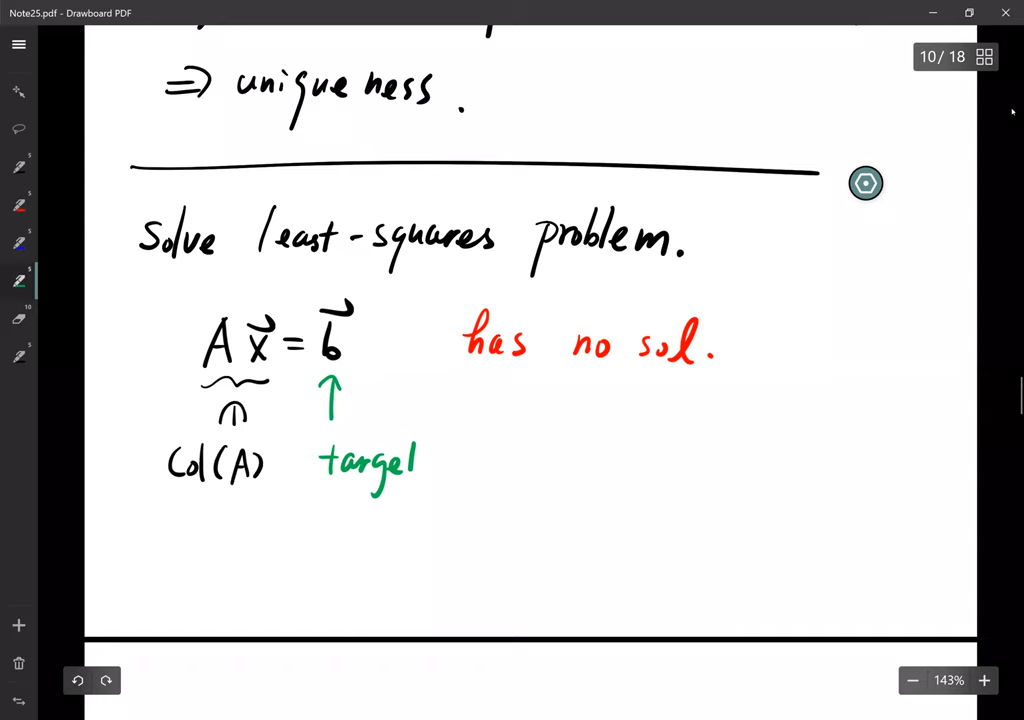 Note25.pdf - Drawboard PDF
10 / 18
⇒ uniqueness.
Solve least-squares problem.
A x⃗ = b⃗ has no sol.
Col(A) target
143%